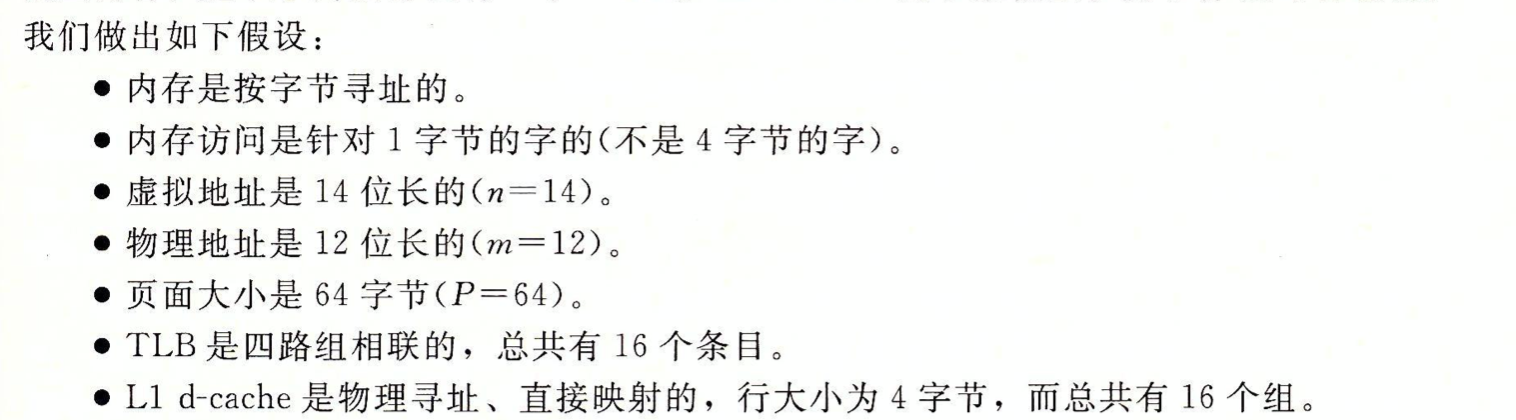 我们做出如下假设：
● 内存是按字节寻址的。
● 内存访问是针对 1 字节的字的(不是 4 字节的字)。
● 虚拟地址是 14 位长的(n=14)。
● 物理地址是 12 位长的(m=12)。
● 页面大小是 64 字节(P=64)。
● TLB 是四路组相联的，总共有 16 个条目。
● L1 d-cache 是物理寻址、直接映射的，行大小为 4 字节，而总共有 16 个组。